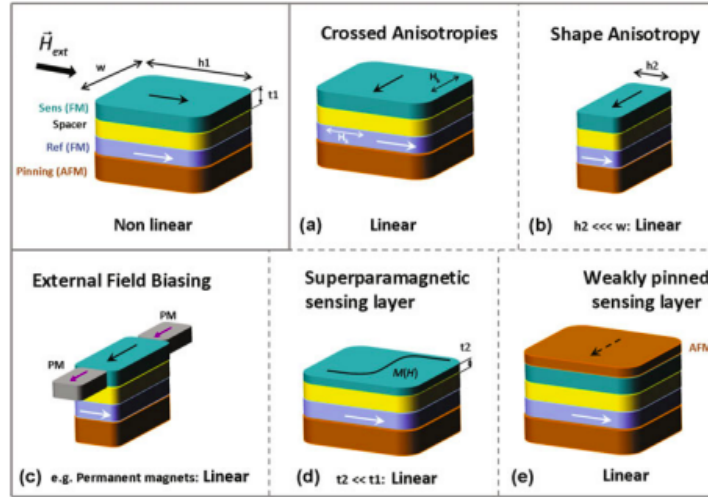 H⃗ext
w
h1
t1
Sens (FM)
Spacer
Ref (FM)
Pinning (AFM)
Non linear
Crossed Anisotropies
Hk
(a) Linear
Shape Anisotropy
h2
(b) h2 <<< w: Linear
External Field Biasing
PM
PM
(c) e.g. Permanent magnets: Linear
Superparamagnetic
sensing layer
t2
M(H)
(d) t2 << t1: Linear
Weakly pinned
sensing layer
AFM
(e) Linear